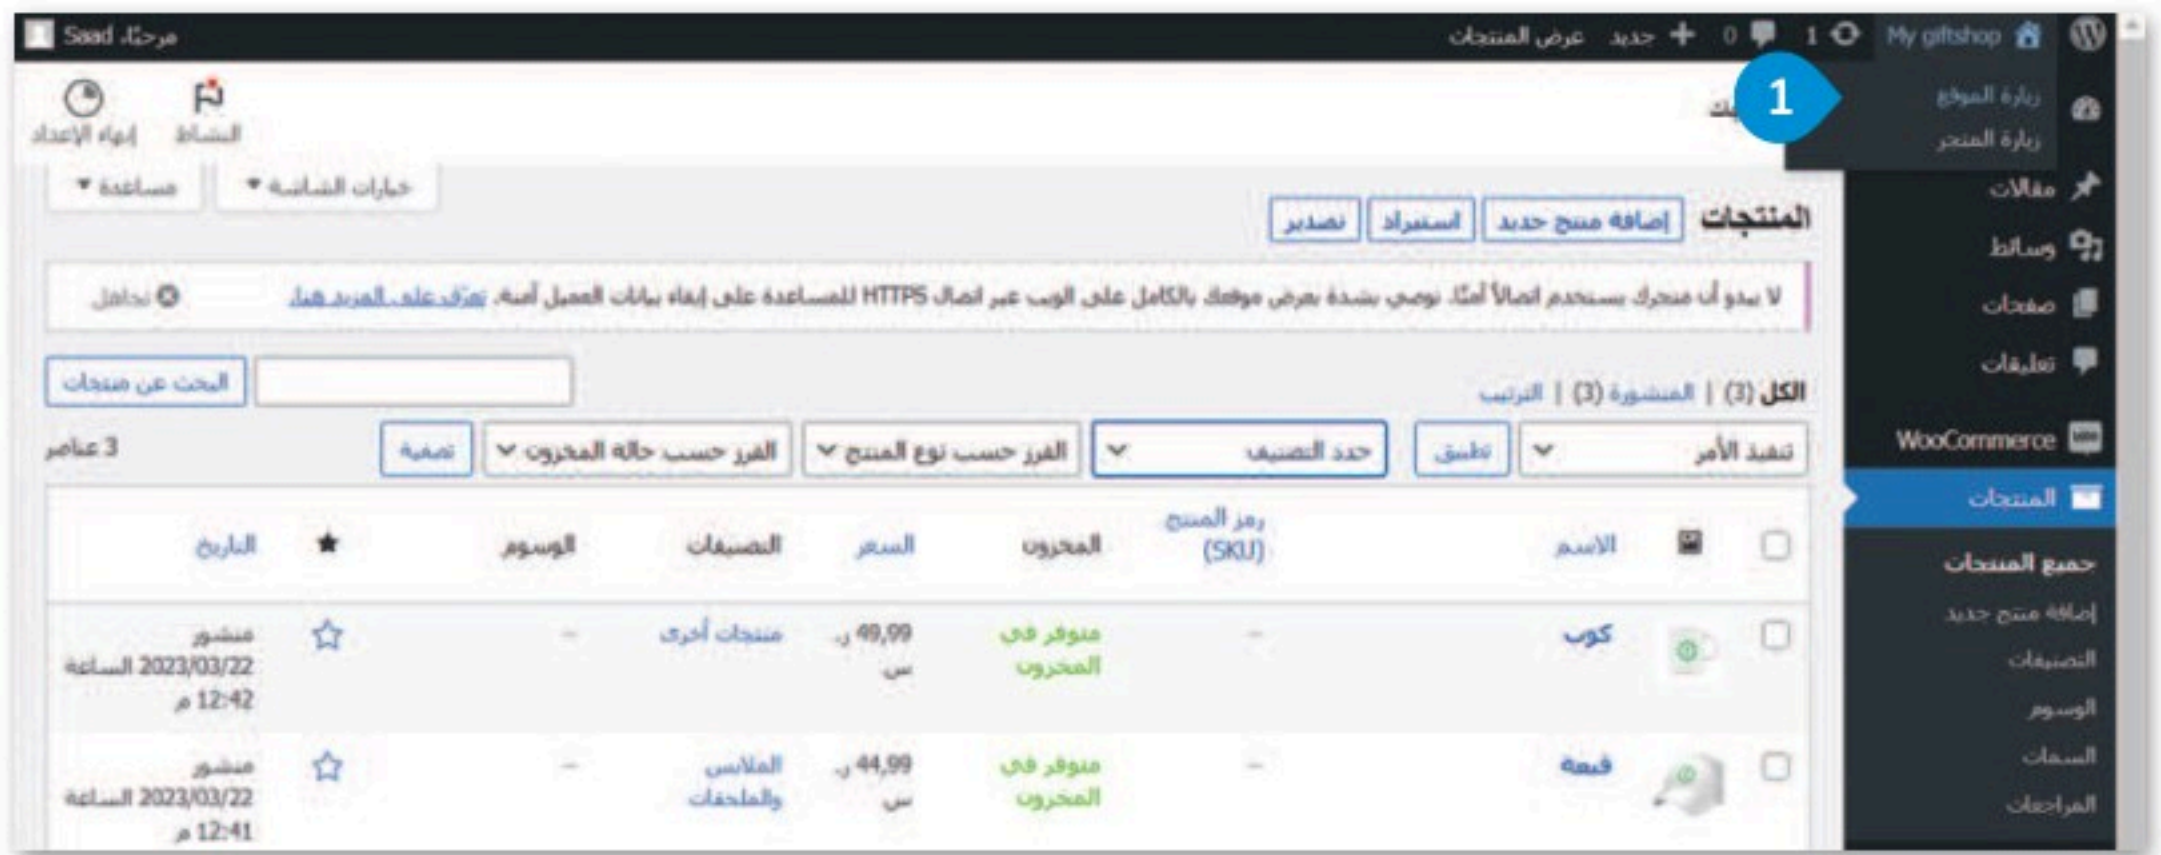 My giftshop
1
0
جديد
عرض المنتجات
مرحبًا، Saad
زيارة الموقع
زيارة المتجر
1
النشاط
إنهاء الإعداد
خيارات الشاشة
مساعدة
مقالات
وسائط
صفحات
تعليقات
WooCommerce
المنتجات
جميع المنتجات
إضافة منتج جديد
التصنيفات
الوسوم
السمات
المراجعات
المنتجات
إضافة منتج جديد
استيراد
تصدير
لا يبدو أن متجرك يستخدم اتصالاً آمنًا. نوصي بشدة بعرض موقعك بالكامل على الويب عبر اتصال HTTPS للمساعدة على إبقاء بيانات العميل آمنة. تعرّف على المزيد هنا.
تجاهل
الكل (3) | المنشورة (3) | الترتيب
البحث عن منتجات
تنفيذ الأمر
تطبيق
حدد التصنيف
الفرز حسب نوع المنتج
الفرز حسب حالة المخزون
تصفية
3 عناصر
الاسم
رمز المنتج
(SKU)
المخزون
السعر
التصنيفات
الوسوم
التاريخ
كوب
–
متوفر في
المخزون
49,99 ر.
س
منتجات أخرى
–
منشور
2023/03/22 الساعة
12:42 م
قبعة
–
متوفر في
المخزون
44,99 ر.
س
الملابس
والملحقات
–
منشور
2023/03/22 الساعة
12:41 م